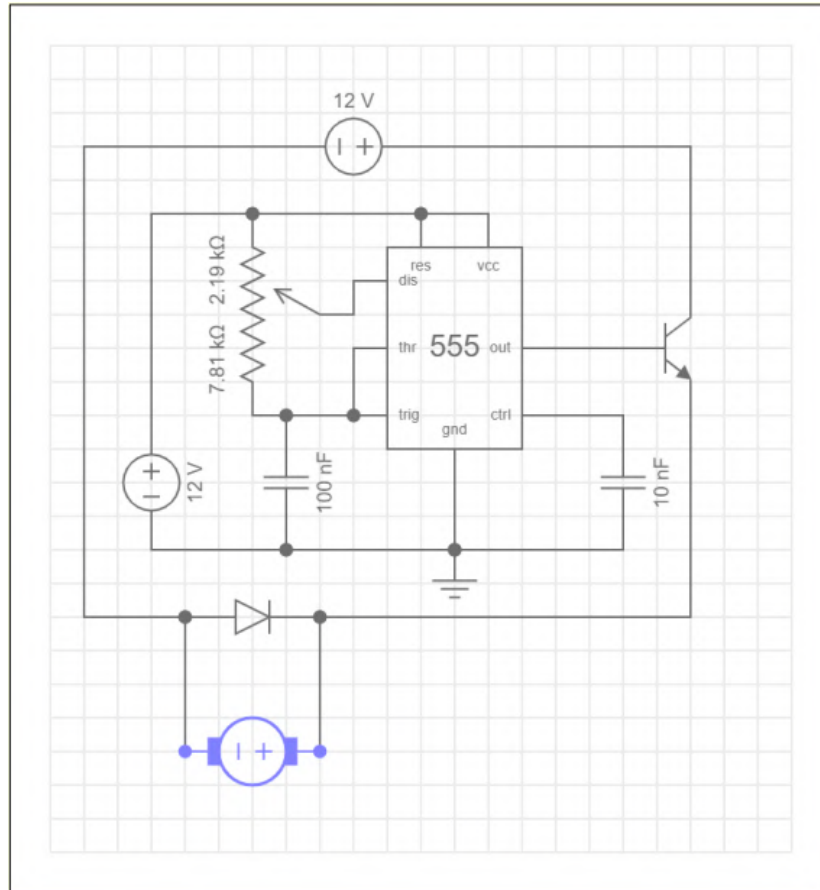 12 V
res
vcc
dis
2.19 kΩ
7.81 kΩ
thr
555
out
trig
ctrl
gnd
12 V
100 nF
10 nF